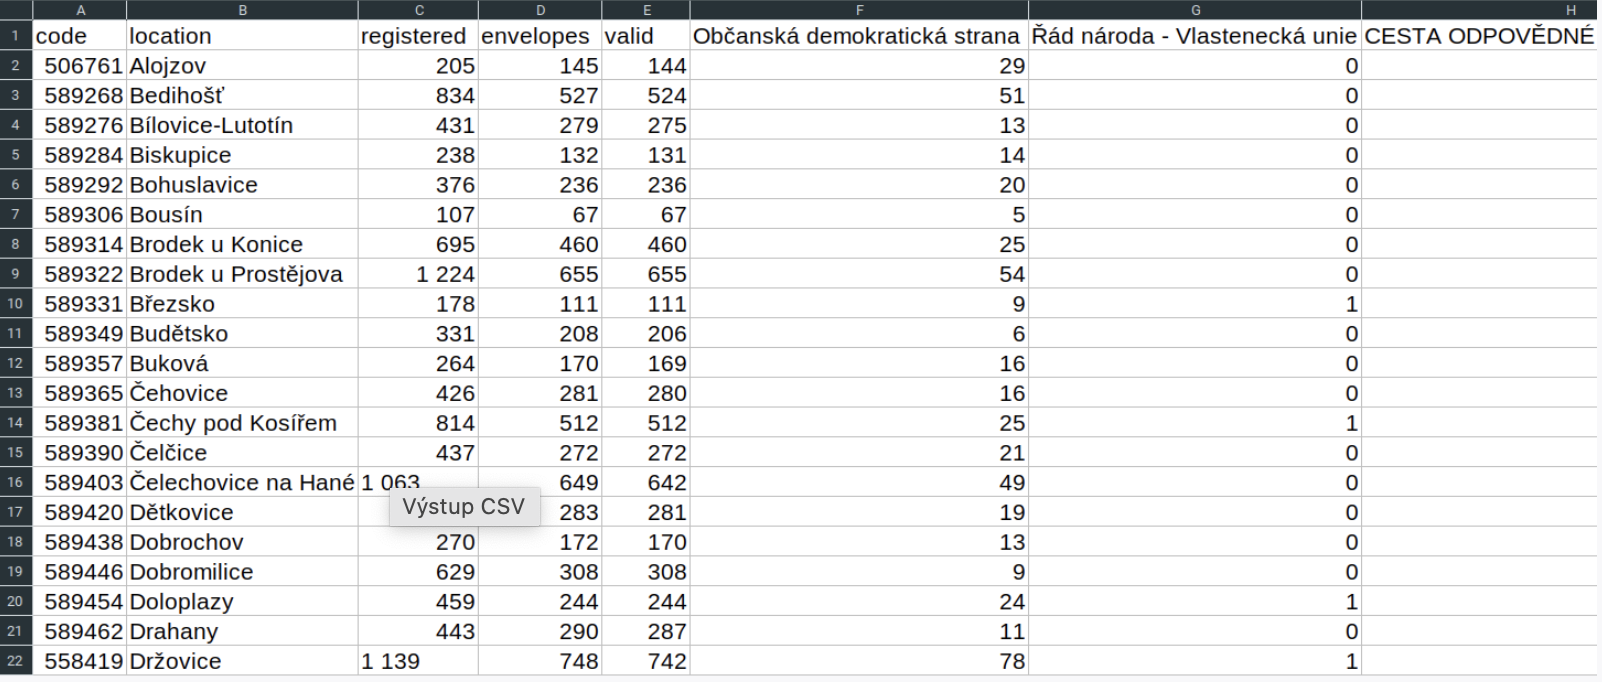 A B C D E F G H
1 code location registered envelopes valid Občanská demokratická strana Řád národa - Vlastenecká unie CESTA ODPOVĚDNÉ
2 506761 Alojzov 205 145 144 29 0
3 589268 Bedihošť 834 527 524 51 0
4 589276 Bílovice-Lutotín 431 279 275 13 0
5 589284 Biskupice 238 132 131 14 0
6 589292 Bohuslavice 376 236 236 20 0
7 589306 Bousín 107 67 67 5 0
8 589314 Brodek u Konice 695 460 460 25 0
9 589322 Brodek u Prostějova 1 224 655 655 54 0
10 589331 Březsko 178 111 111 9 1
11 589349 Budětsko 331 208 206 6 0
12 589357 Buková 264 170 169 16 0
13 589365 Čehovice 426 281 280 16 0
14 589381 Čechy pod Kosířem 814 512 512 25 1
15 589390 Čelčice 437 272 272 21 0
16 589403 Čelechovice na Hané 1 063 649 642 49 0
Výstup CSV
17 589420 Dětkovice 283 281 19 0
18 589438 Dobrochov 270 172 170 13 0
19 589446 Dobromilice 629 308 308 9 0
20 589454 Doloplazy 459 244 244 24 1
21 589462 Drahany 443 290 287 11 0
22 558419 Držovice 1 139 748 742 78 1